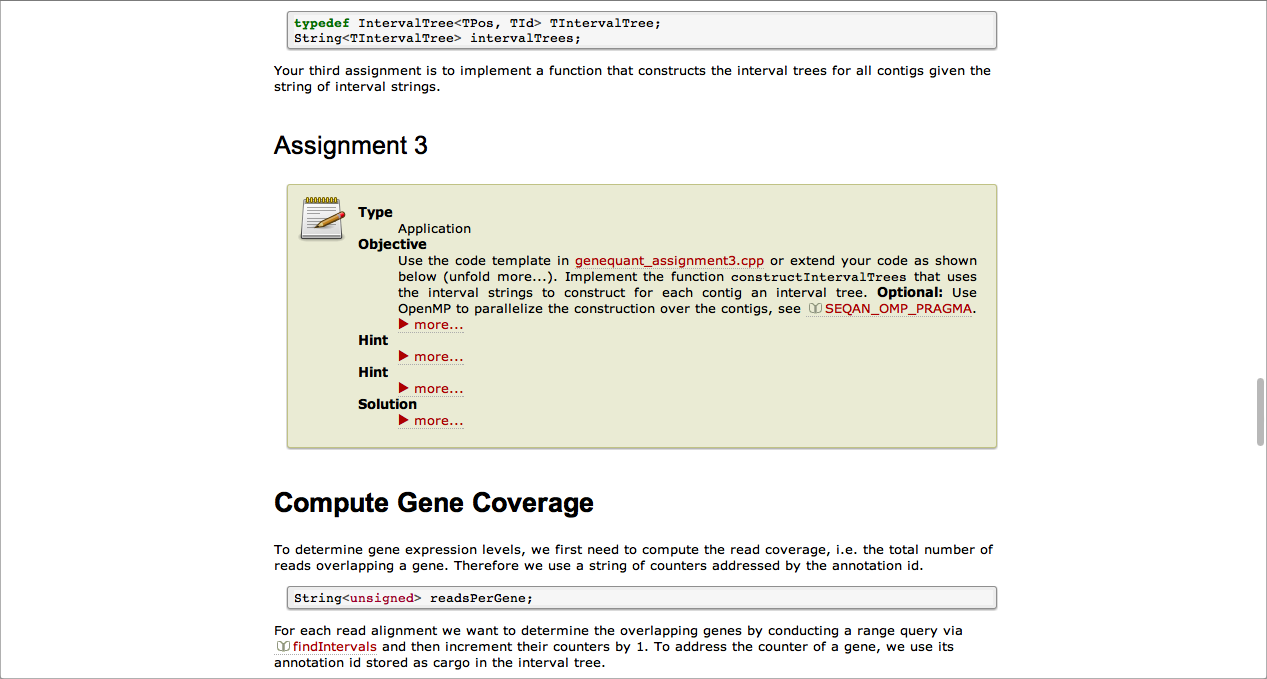 typedef IntervalTree<TPos, TId> TIntervalTree;
String<TIntervalTree> intervalTrees;
Your third assignment is to implement a function that constructs the interval trees for all contigs given the
string of interval strings.
Assignment 3
Type
Application
Objective
Use the code template in genequant_assignment3.cpp or extend your code as shown
below (unfold more...). Implement the function constructIntervalTrees that uses
the interval strings to construct for each contig an interval tree. Optional: Use
OpenMP to parallelize the construction over the contigs, see SEQAN_OMP_PRAGMA.
more...
Hint
more...
Hint
more...
Solution
more...
Compute Gene Coverage
To determine gene expression levels, we first need to compute the read coverage, i.e. the total number of
reads overlapping a gene. Therefore we use a string of counters addressed by the annotation id.
String<unsigned> readsPerGene;
For each read alignment we want to determine the overlapping genes by conducting a range query via
findIntervals and then increment their counters by 1. To address the counter of a gene, we use its
annotation id stored as cargo in the interval tree.